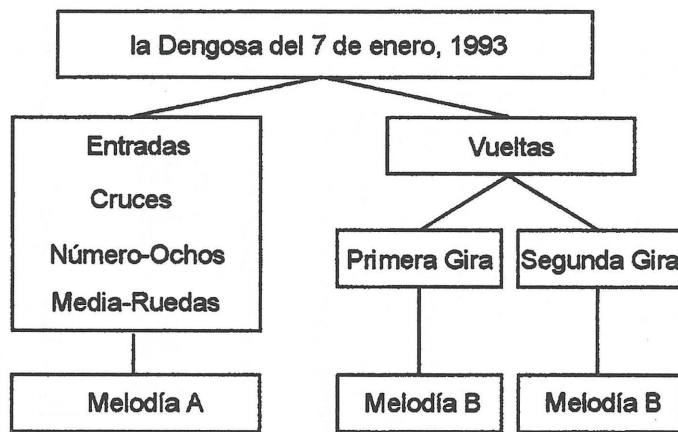 la Dengosa del 7 de enero, 1993
Entradas
Cruces
Número-Ochos
Media-Ruedas
Vueltas
Primera Gira
Segunda Gira
Melodía A
Melodía B
Melodía B